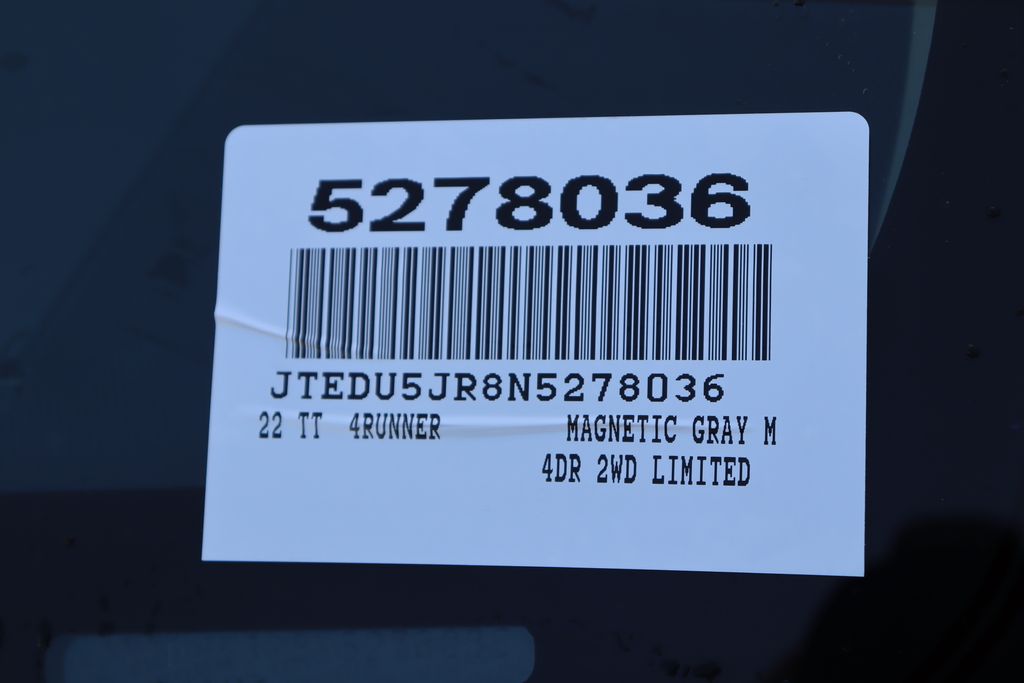 5278036
JTEDU5JR8N5278036
22 TT 4RUNNER MAGNETIC GRAY M
4DR 2WD LIMITED